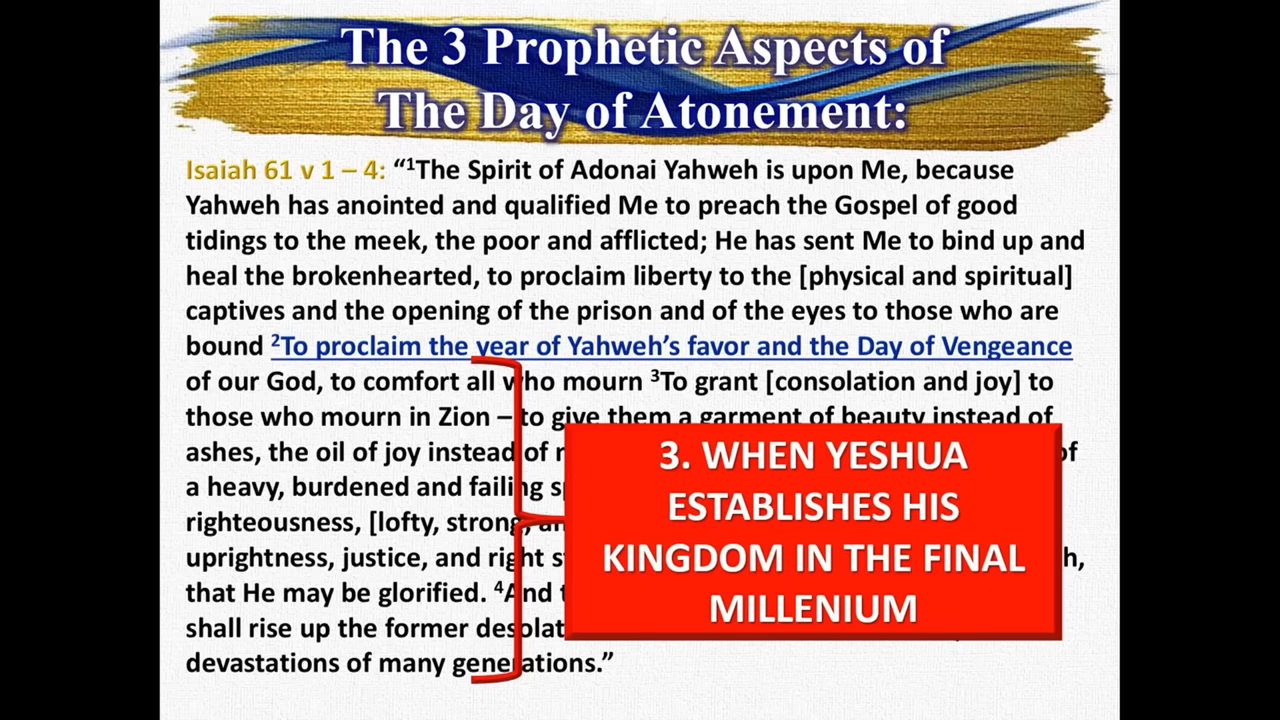 The 3 Prophetic Aspects of
The Day of Atonement:
Isaiah 61 v 1 – 4: “¹The Spirit of Adonai Yahweh is upon Me, because
Yahweh has anointed and qualified Me to preach the Gospel of good
tidings to the meek, the poor and afflicted; He has sent Me to bind up and
heal the brokenhearted, to proclaim liberty to the [physical and spiritual]
captives and the opening of the prison and of the eyes to those who are
bound ²To proclaim the year of Yahweh’s favor and the Day of Vengeance
of our God, to comfort all who mourn ³To grant [consolation and joy] to
those who mourn in Zion – to give them a garment of beauty instead of
ashes, the oil of joy instead of
a heavy, burdened and failing
righteousness, [lofty, strong,
uprightness, justice, and right
that He may be glorified. ⁴And
shall rise up the former
devastations of many generations.”
3. WHEN YESHUA
ESTABLISHES HIS
KINGDOM IN THE FINAL
MILLENIUM